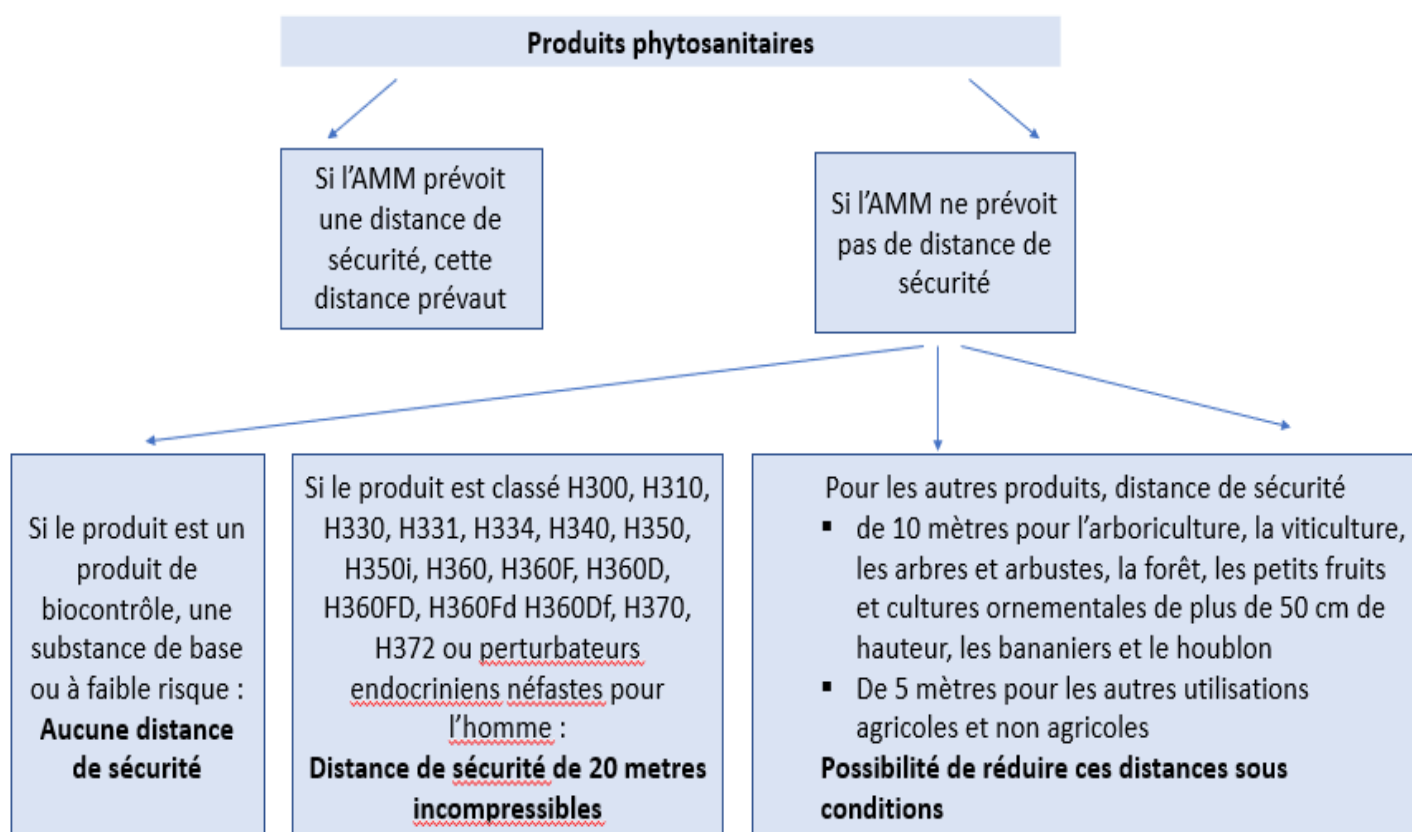 Produits phytosanitaires
Si l’AMM prévoit
une distance de
sécurité, cette
distance prévaut
Si l’AMM ne prévoit
pas de distance de
sécurité
Si le produit est un
produit de
biocontrôle, une
substance de base
ou à faible risque :
Aucune distance
de sécurité
Si le produit est classé H300, H310,
H330, H331, H334, H340, H350,
H350i, H360, H360F, H360D,
H360FD, H360Fd H360Df, H370,
H372 ou perturbateurs
endocriniens néfastes pour
l’homme :
Distance de sécurité de 20 metres
incompressibles
Pour les autres produits, distance de sécurité
▪ de 10 mètres pour l’arboriculture, la viticulture,
les arbres et arbustes, la forêt, les petits fruits
et cultures ornementales de plus de 50 cm de
hauteur, les bananiers et le houblon
▪ De 5 mètres pour les autres utilisations
agricoles et non agricoles
Possibilité de réduire ces distances sous
conditions